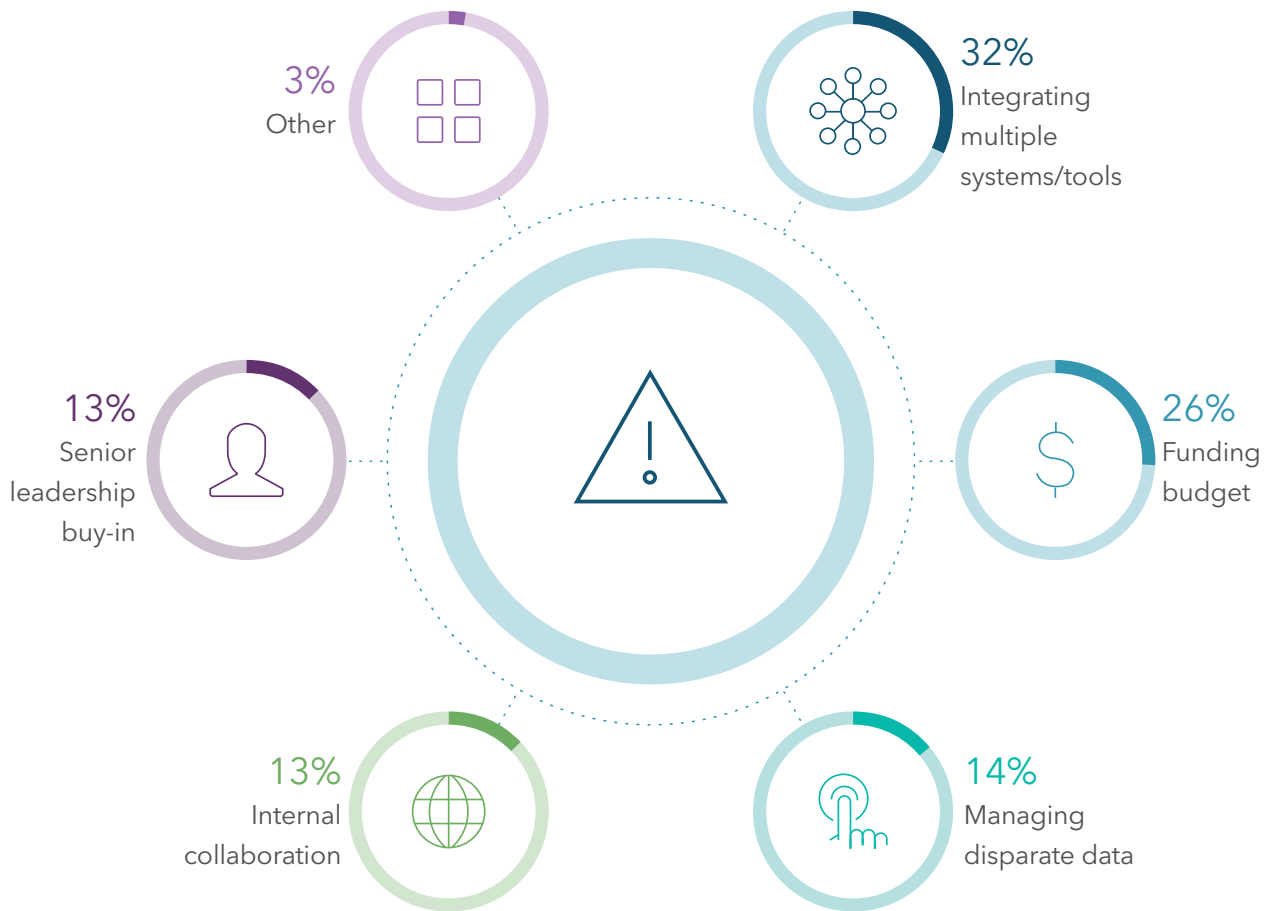 3%
Other
32%
Integrating
multiple
systems/tools
13%
Senior
leadership
buy-in
26%
Funding
budget
13%
Internal
collaboration
14%
Managing
disparate data